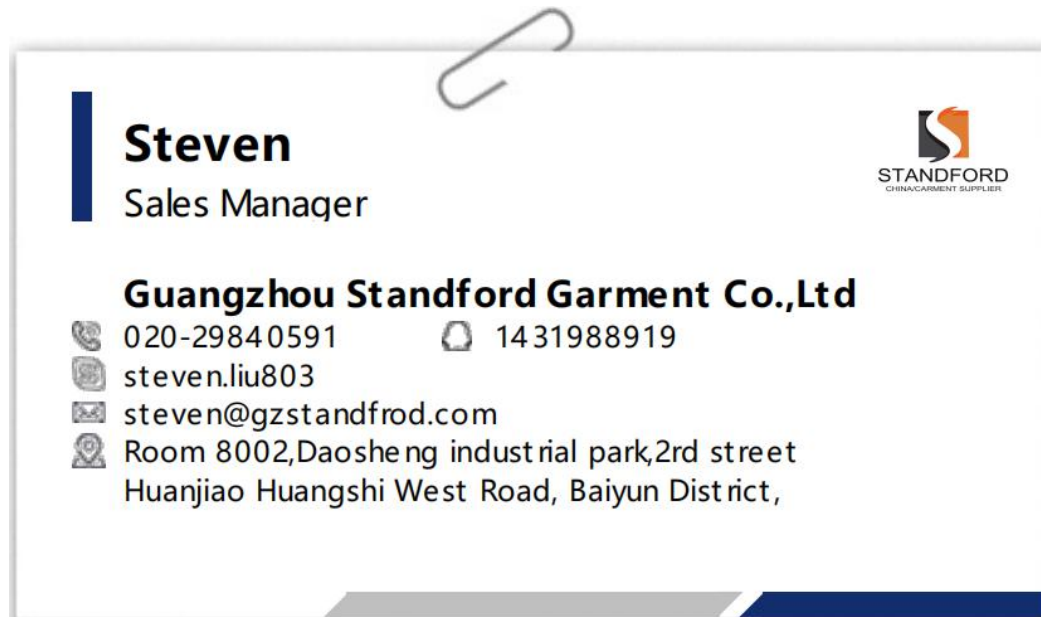 Steven
Sales Manager
STANDFORD
CHINA/CARMENT SUPPLIER
Guangzhou Standford Garment Co.,Ltd
020-29840591 1431988919
steven.liu803
steven@gzstandfrod.com
Room 8002,Daosheng industrial park,2rd street
Huanjiao Huangshi West Road, Baiyun District,